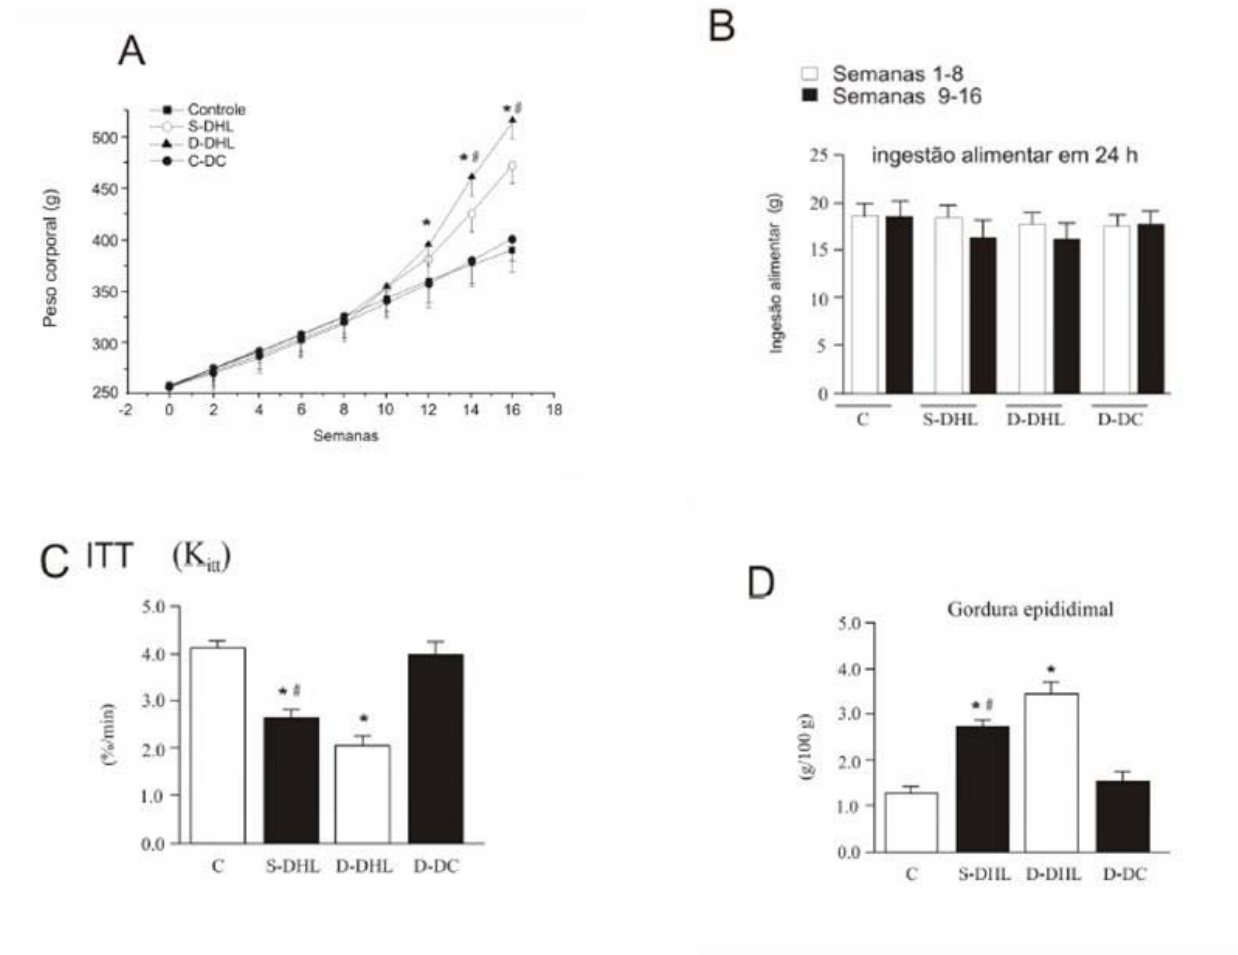 A
Controle
S-DHL
D-DHL
C-DC
* #
* #
*
500
450
400
350
300
250
Peso corporal (g)
-2 0 2 4 6 8 10 12 14 16 18
Semanas
B
Semanas 1-8
Semanas 9-16
ingestão alimentar em 24 h
25
20
15
10
5
0
Ingesão alimentar (g)
C S-DHL D-DHL D-DC
C ITT (Kitt)
5.0
4.0
3.0
2.0
1.0
0.0
(%/min)
* #
*
C S-DHL D-DHL D-DC
D
Gordura epididimal
5.0
4.0
3.0
2.0
1.0
0.0
(g/100 g)
* #
*
C S-DHL D-DHL D-DC